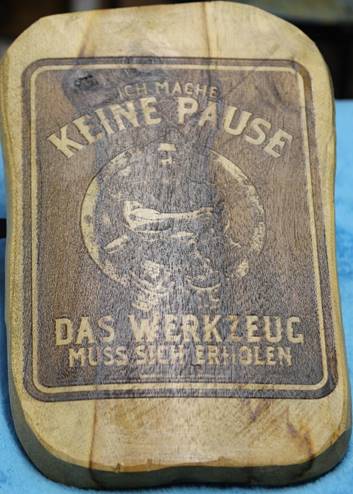 ICH MACHE
KEINE PAUSE
DAS WERKZEUG
MUSS SICH ERHOLEN